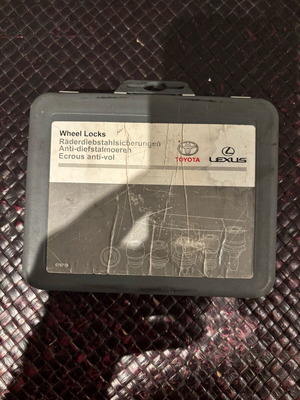 Wheel Locks
Räderdiebstahlsicherungen
Anti-diefstalmoeren
Ecrous anti-vol
TOYOTA
LEXUS